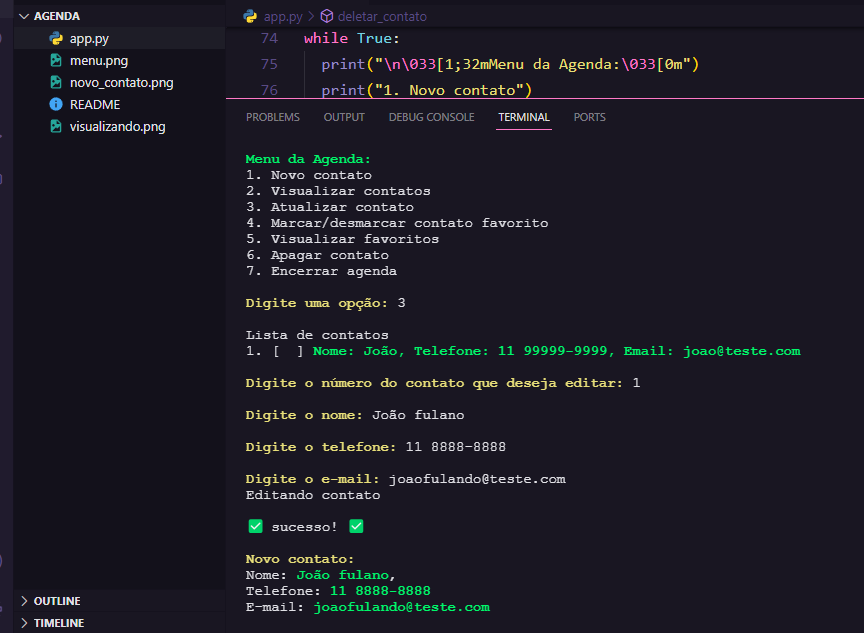 AGENDA
app.py
menu.png
novo_contato.png
README
visualizando.png
OUTLINE
TIMELINE
app.py > deletar_contato
74 while True:
75 print("\n\033[1;32mMenu da Agenda:\033[0m")
76 print("1. Novo contato")
PROBLEMS OUTPUT DEBUG CONSOLE TERMINAL PORTS
Menu da Agenda:
1. Novo contato
2. Visualizar contatos
3. Atualizar contato
4. Marcar/desmarcar contato favorito
5. Visualizar favoritos
6. Apagar contato
7. Encerrar agenda
Digite uma opção: 3
Lista de contatos
1. [  ] Nome: João, Telefone: 11 99999-9999, Email: joao@teste.com
Digite o número do contato que deseja editar: 1
Digite o nome: João fulano
Digite o telefone: 11 8888-8888
Digite o e-mail: joaofulando@teste.com
Editando contato
✅ sucesso! ✅
Novo contato:
Nome: João fulano,
Telefone: 11 8888-8888
E-mail: joaofulando@teste.com